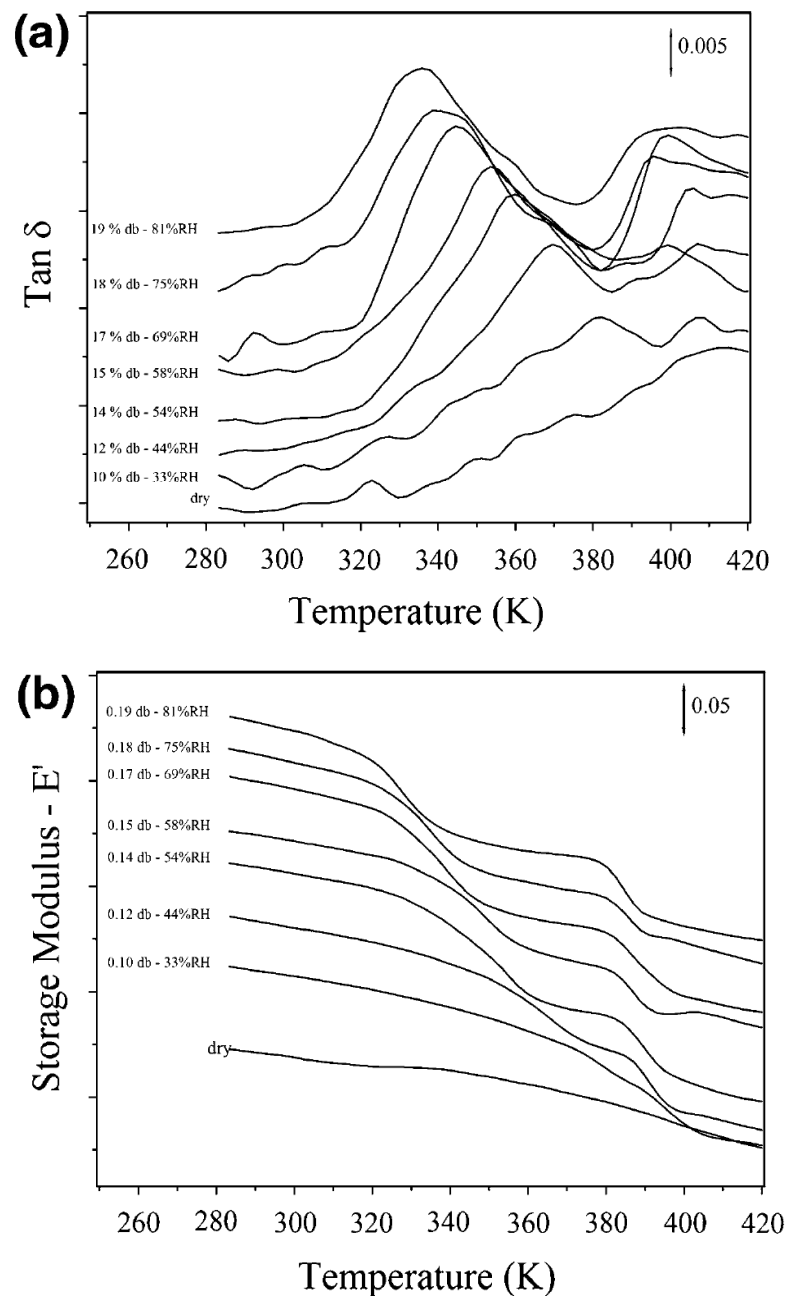 (a)
0.005
Tan δ
19 % db - 81%RH
18 % db - 75%RH
17 % db - 69%RH
15 % db - 58%RH
14 % db - 54%RH
12 % db - 44%RH
10 % db - 33%RH
dry
260 280 300 320 340 360 380 400 420
Temperature (K)
(b)
0.05
Storage Modulus - E'
0.19 db - 81%RH
0.18 db - 75%RH
0.17 db - 69%RH
0.15 db - 58%RH
0.14 db - 54%RH
0.12 db - 44%RH
0.10 db - 33%RH
dry
260 280 300 320 340 360 380 400 420
Temperature (K)